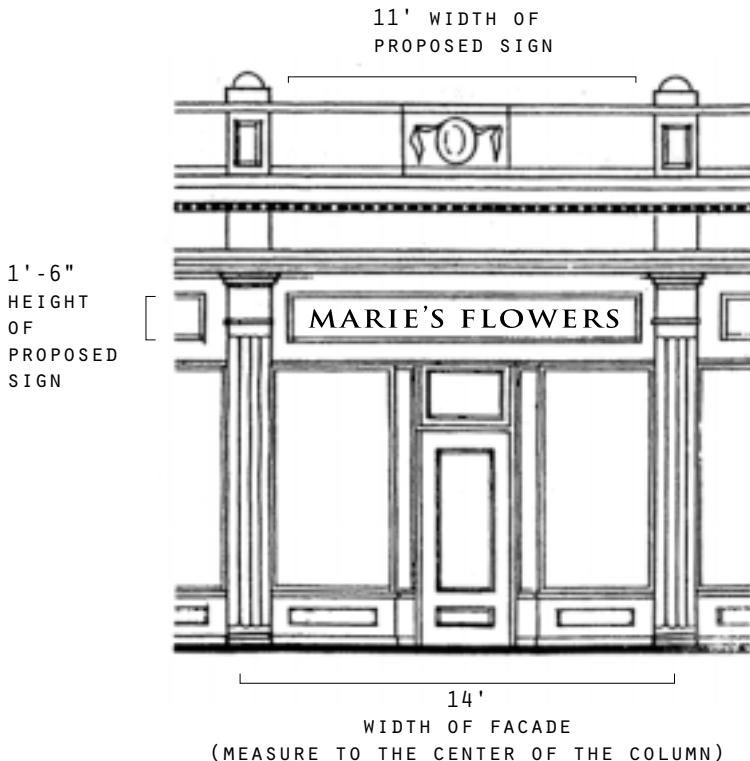 11' WIDTH OF
PROPOSED SIGN
1'-6"
HEIGHT
OF
PROPOSED
SIGN
MARIE'S FLOWERS
14'
WIDTH OF FACADE
(MEASURE TO THE CENTER OF THE COLUMN)